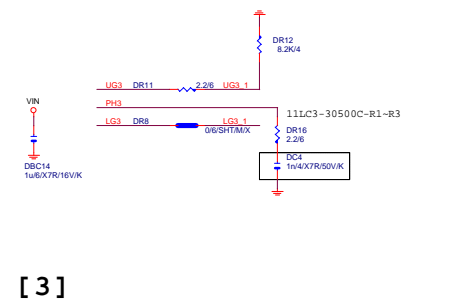 DR12
8.2K/4
UG3 DR11 2.2/6 UG3_1
VIN
PH3
11LC3-30500C-R1~R3
LG3 DR8 LG3_1
0/6/SHT/M/X
DR16
2.2/6
DC4
1n/4/X7R/50V/K
DBC14
1u/6/X7R/16V/K
[3]